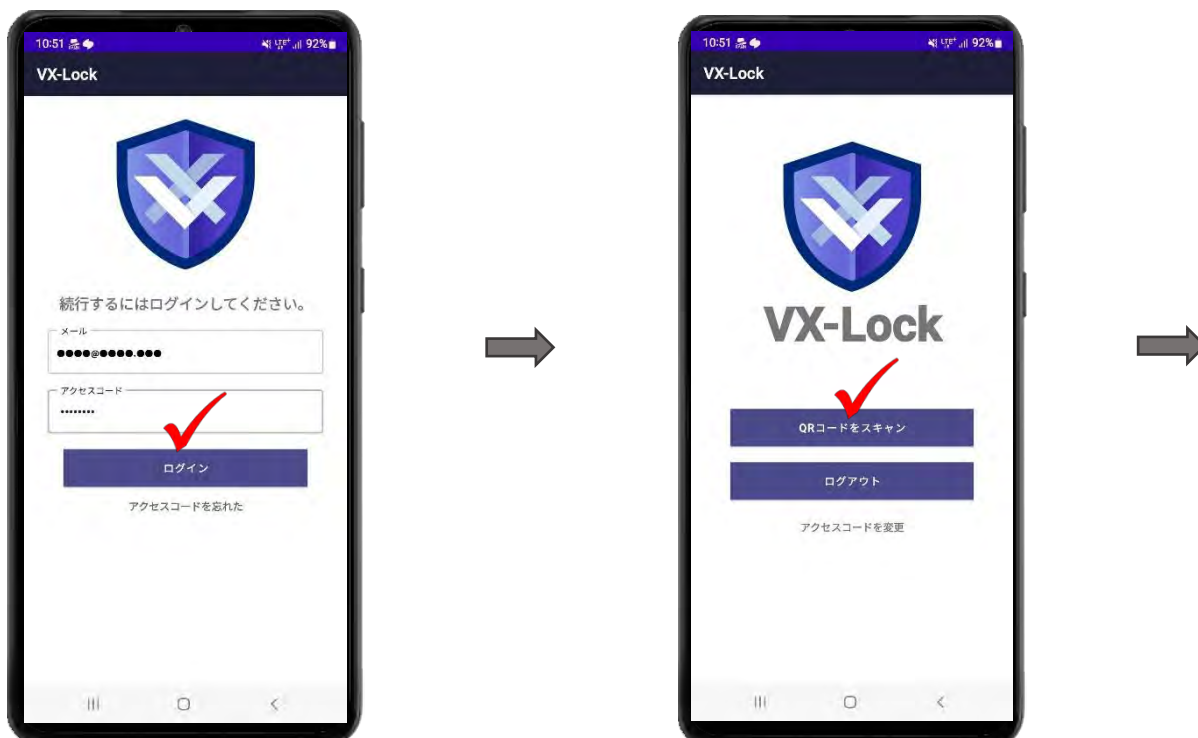 10:51
LTE+ 92%
VX-Lock
続行するにはログインしてください。
メール
●●●●@●●●●.●●●
アクセスコード
••••••••
ログイン
アクセスコードを忘れた
10:51
LTE+ 92%
VX-Lock
VX-Lock
QRコードをスキャン
ログアウト
アクセスコードを変更